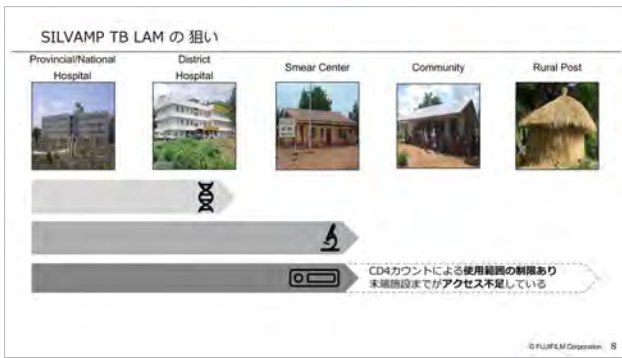 SILVAMP TB LAM の 狙い
Provincial/National
Hospital
District
Hospital
Smear Center
Community
Rural Post
CD4カウントによる使用範囲の制限あり
末端施設までがアクセス不足している
© FUJIFILM Corporation 8